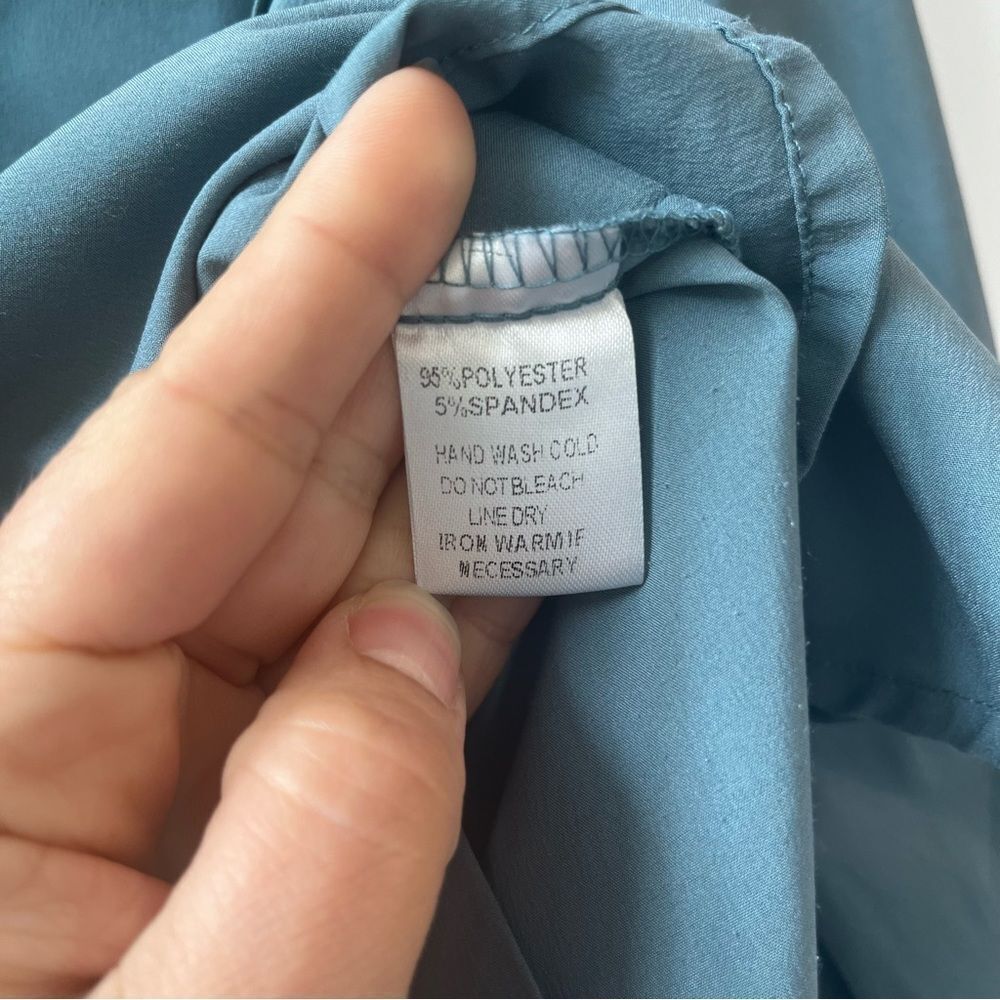 95%POLYESTER
5%SPANDEX
HAND WASH COLD
DO NOT BLEACH
LINE DRY
IRON WARM IF
NECESSARY